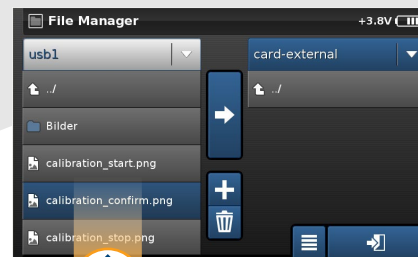 File Manager
+3.8V
usb1
card-external
../
../
Bilder
calibration_start.png
calibration_confirm.png
calibration_stop.png